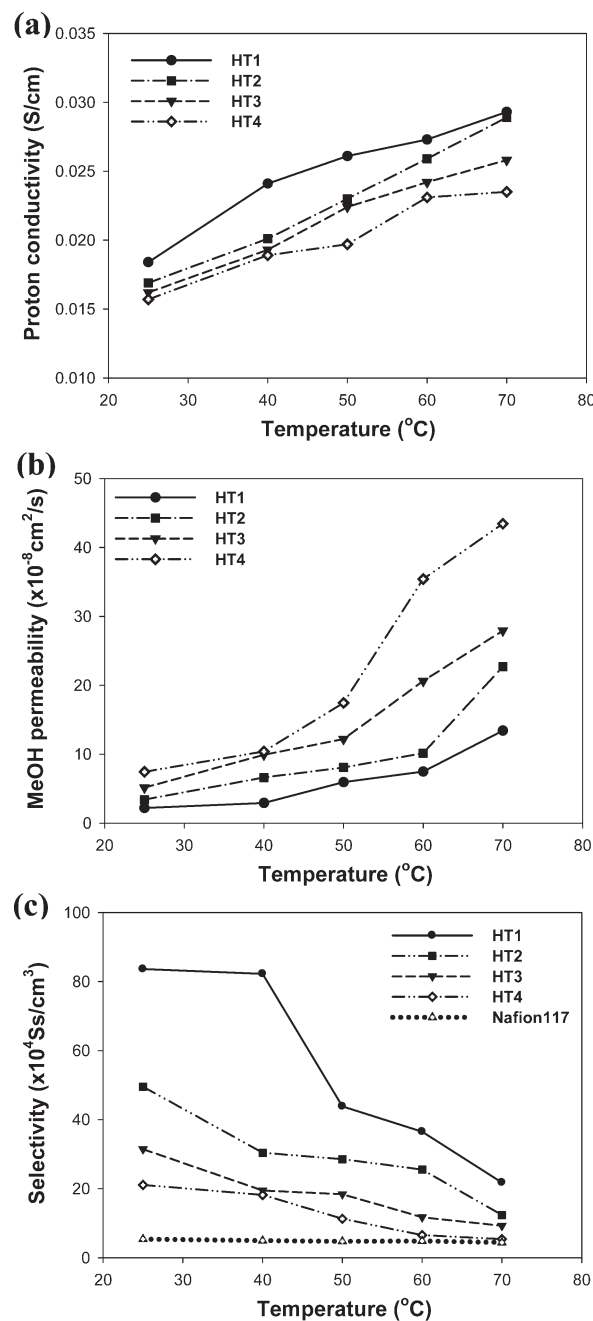 (a)
0.035
0.030
0.025
0.020
0.015
0.010
Proton conductivity (S/cm)
HT1
HT2
HT3
HT4
20 30 40 50 60 70 80
Temperature (°C)
(b)
50
40
30
20
10
0
MeOH permeability (x10⁻⁸cm²/s)
HT1
HT2
HT3
HT4
20 30 40 50 60 70 80
Temperature (°C)
(c)
100
80
60
40
20
0
Selectivity (x10⁴Ss/cm³)
HT1
HT2
HT3
HT4
Nafion117
20 30 40 50 60 70 80
Temperature (°C)